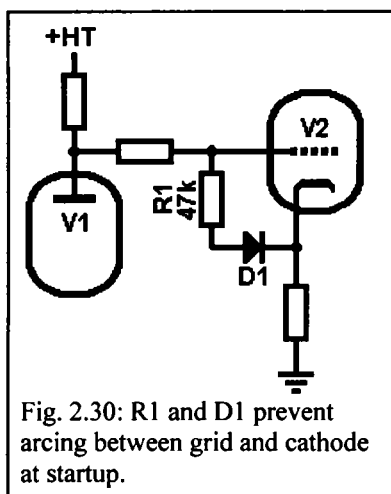 +HT
V1
V2
R1
47k
D1
Fig. 2.30: R1 and D1 prevent
arcing between grid and cathode
at startup.